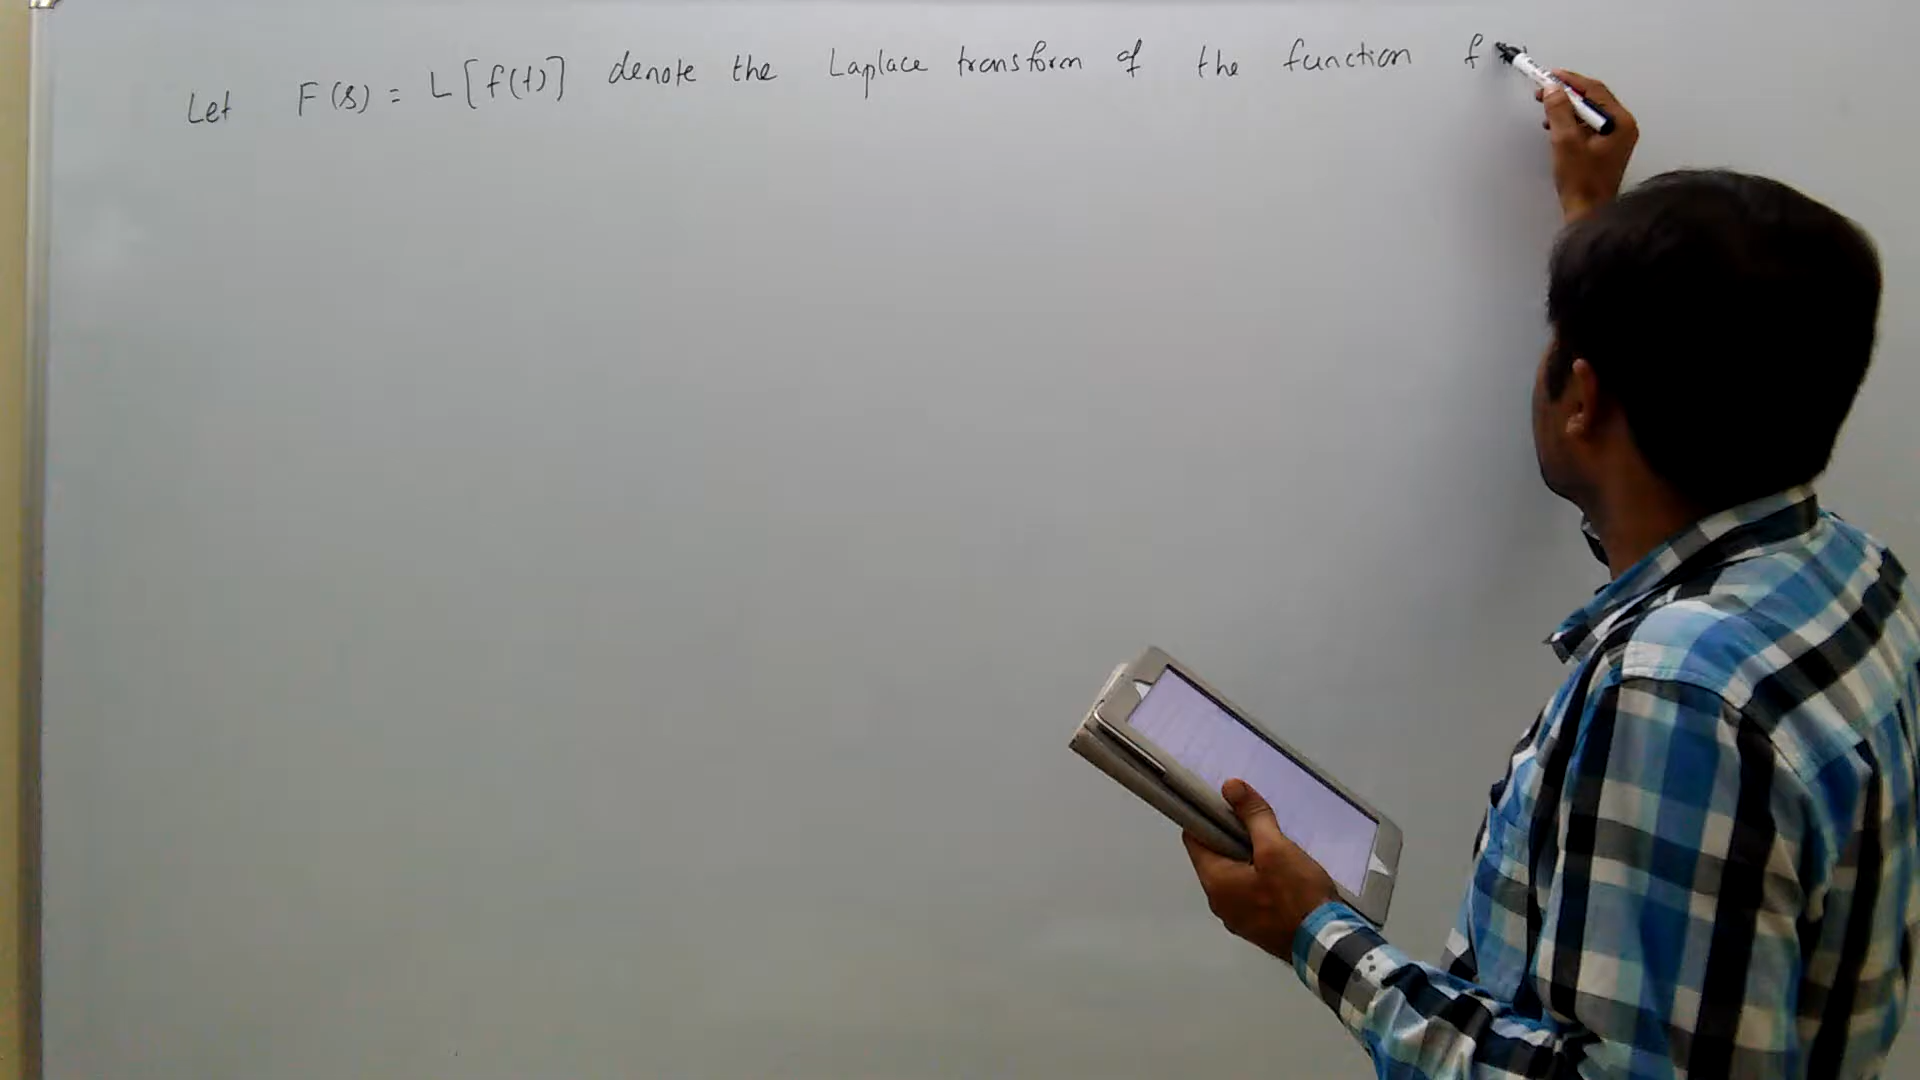 Let F(s) = L[f(t)] denote the Laplace transform of the function f